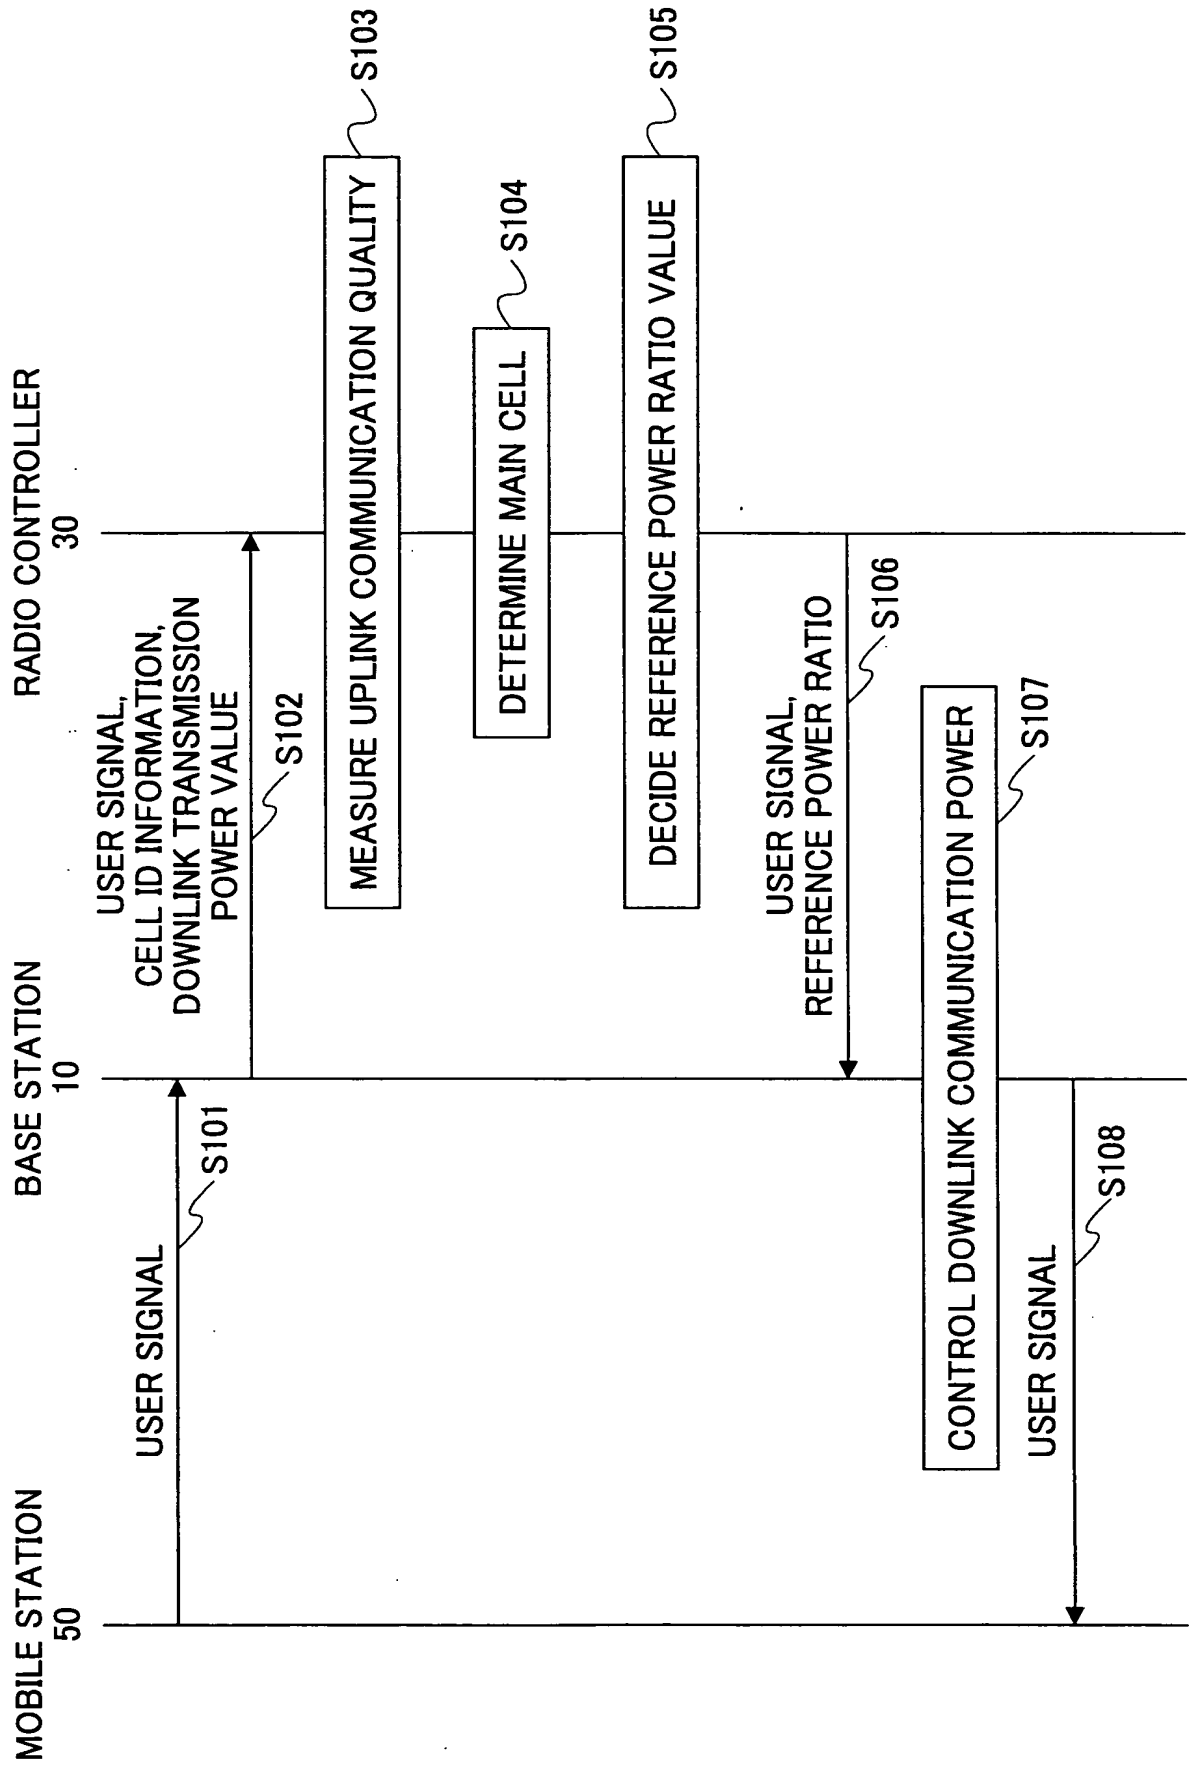 MOBILE STATION
50
BASE STATION
10
RADIO CONTROLLER
30
USER SIGNAL
S101
USER SIGNAL,
CELL ID INFORMATION,
DOWNLINK TRANSMISSION
POWER VALUE
S102
MEASURE UPLINK COMMUNICATION QUALITY
S103
DETERMINE MAIN CELL
S104
DECIDE REFERENCE POWER RATIO VALUE
S105
USER SIGNAL,
REFERENCE POWER RATIO
S106
CONTROL DOWNLINK COMMUNICATION POWER
S107
USER SIGNAL
S108